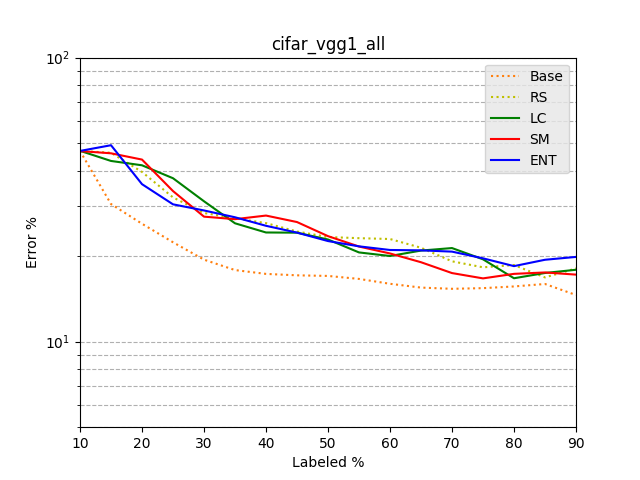 cifar_vgg1_all
10²
10¹
Error %
Base
RS
LC
SM
ENT
10 20 30 40 50 60 70 80 90
Labeled %